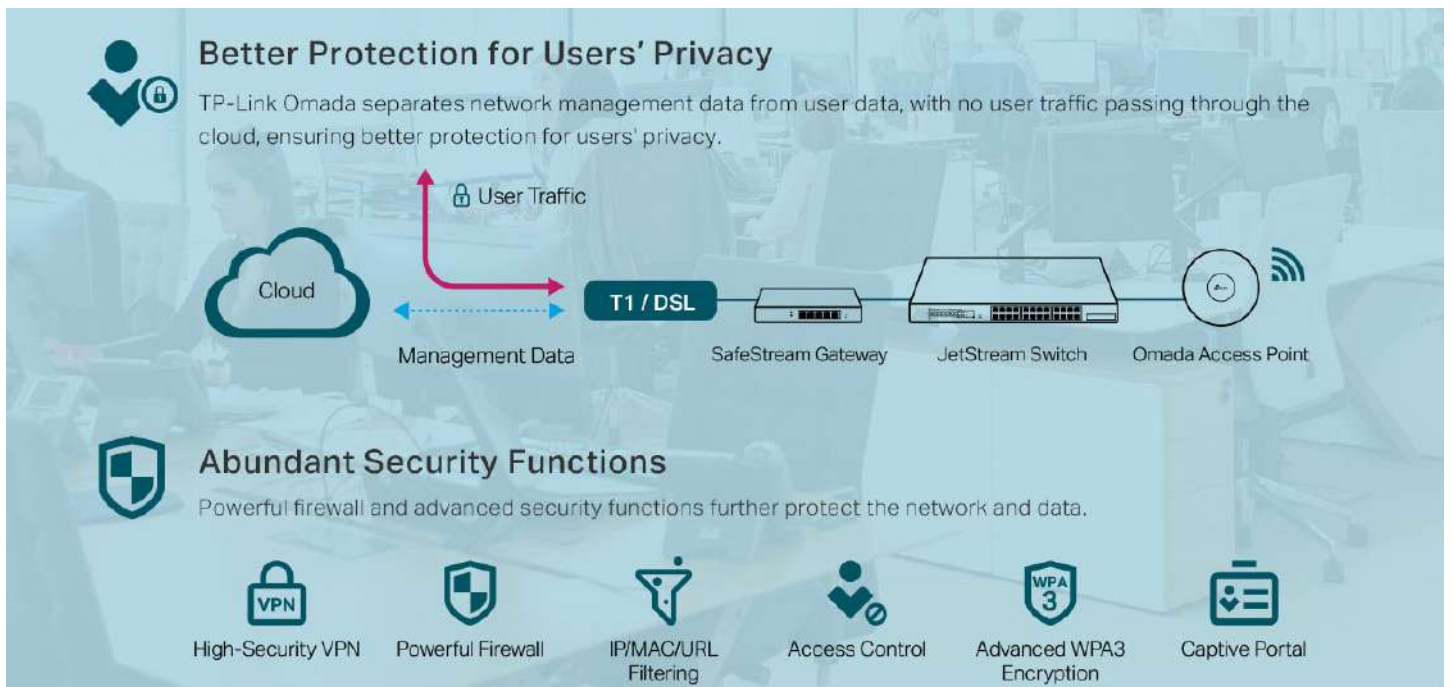 Better Protection for Users' Privacy
TP-Link Omada separates network management data from user data, with no user traffic passing through the
cloud, ensuring better protection for users' privacy.
User Traffic
Cloud
T1 / DSL
Management Data
SafeStream Gateway
JetStream Switch
Omada Access Point
Abundant Security Functions
Powerful firewall and advanced security functions further protect the network and data.
VPN
WPA
3
High-Security VPN
Powerful Firewall
IP/MAC/URL
Filtering
Access Control
Advanced WPA3
Encryption
Captive Portal